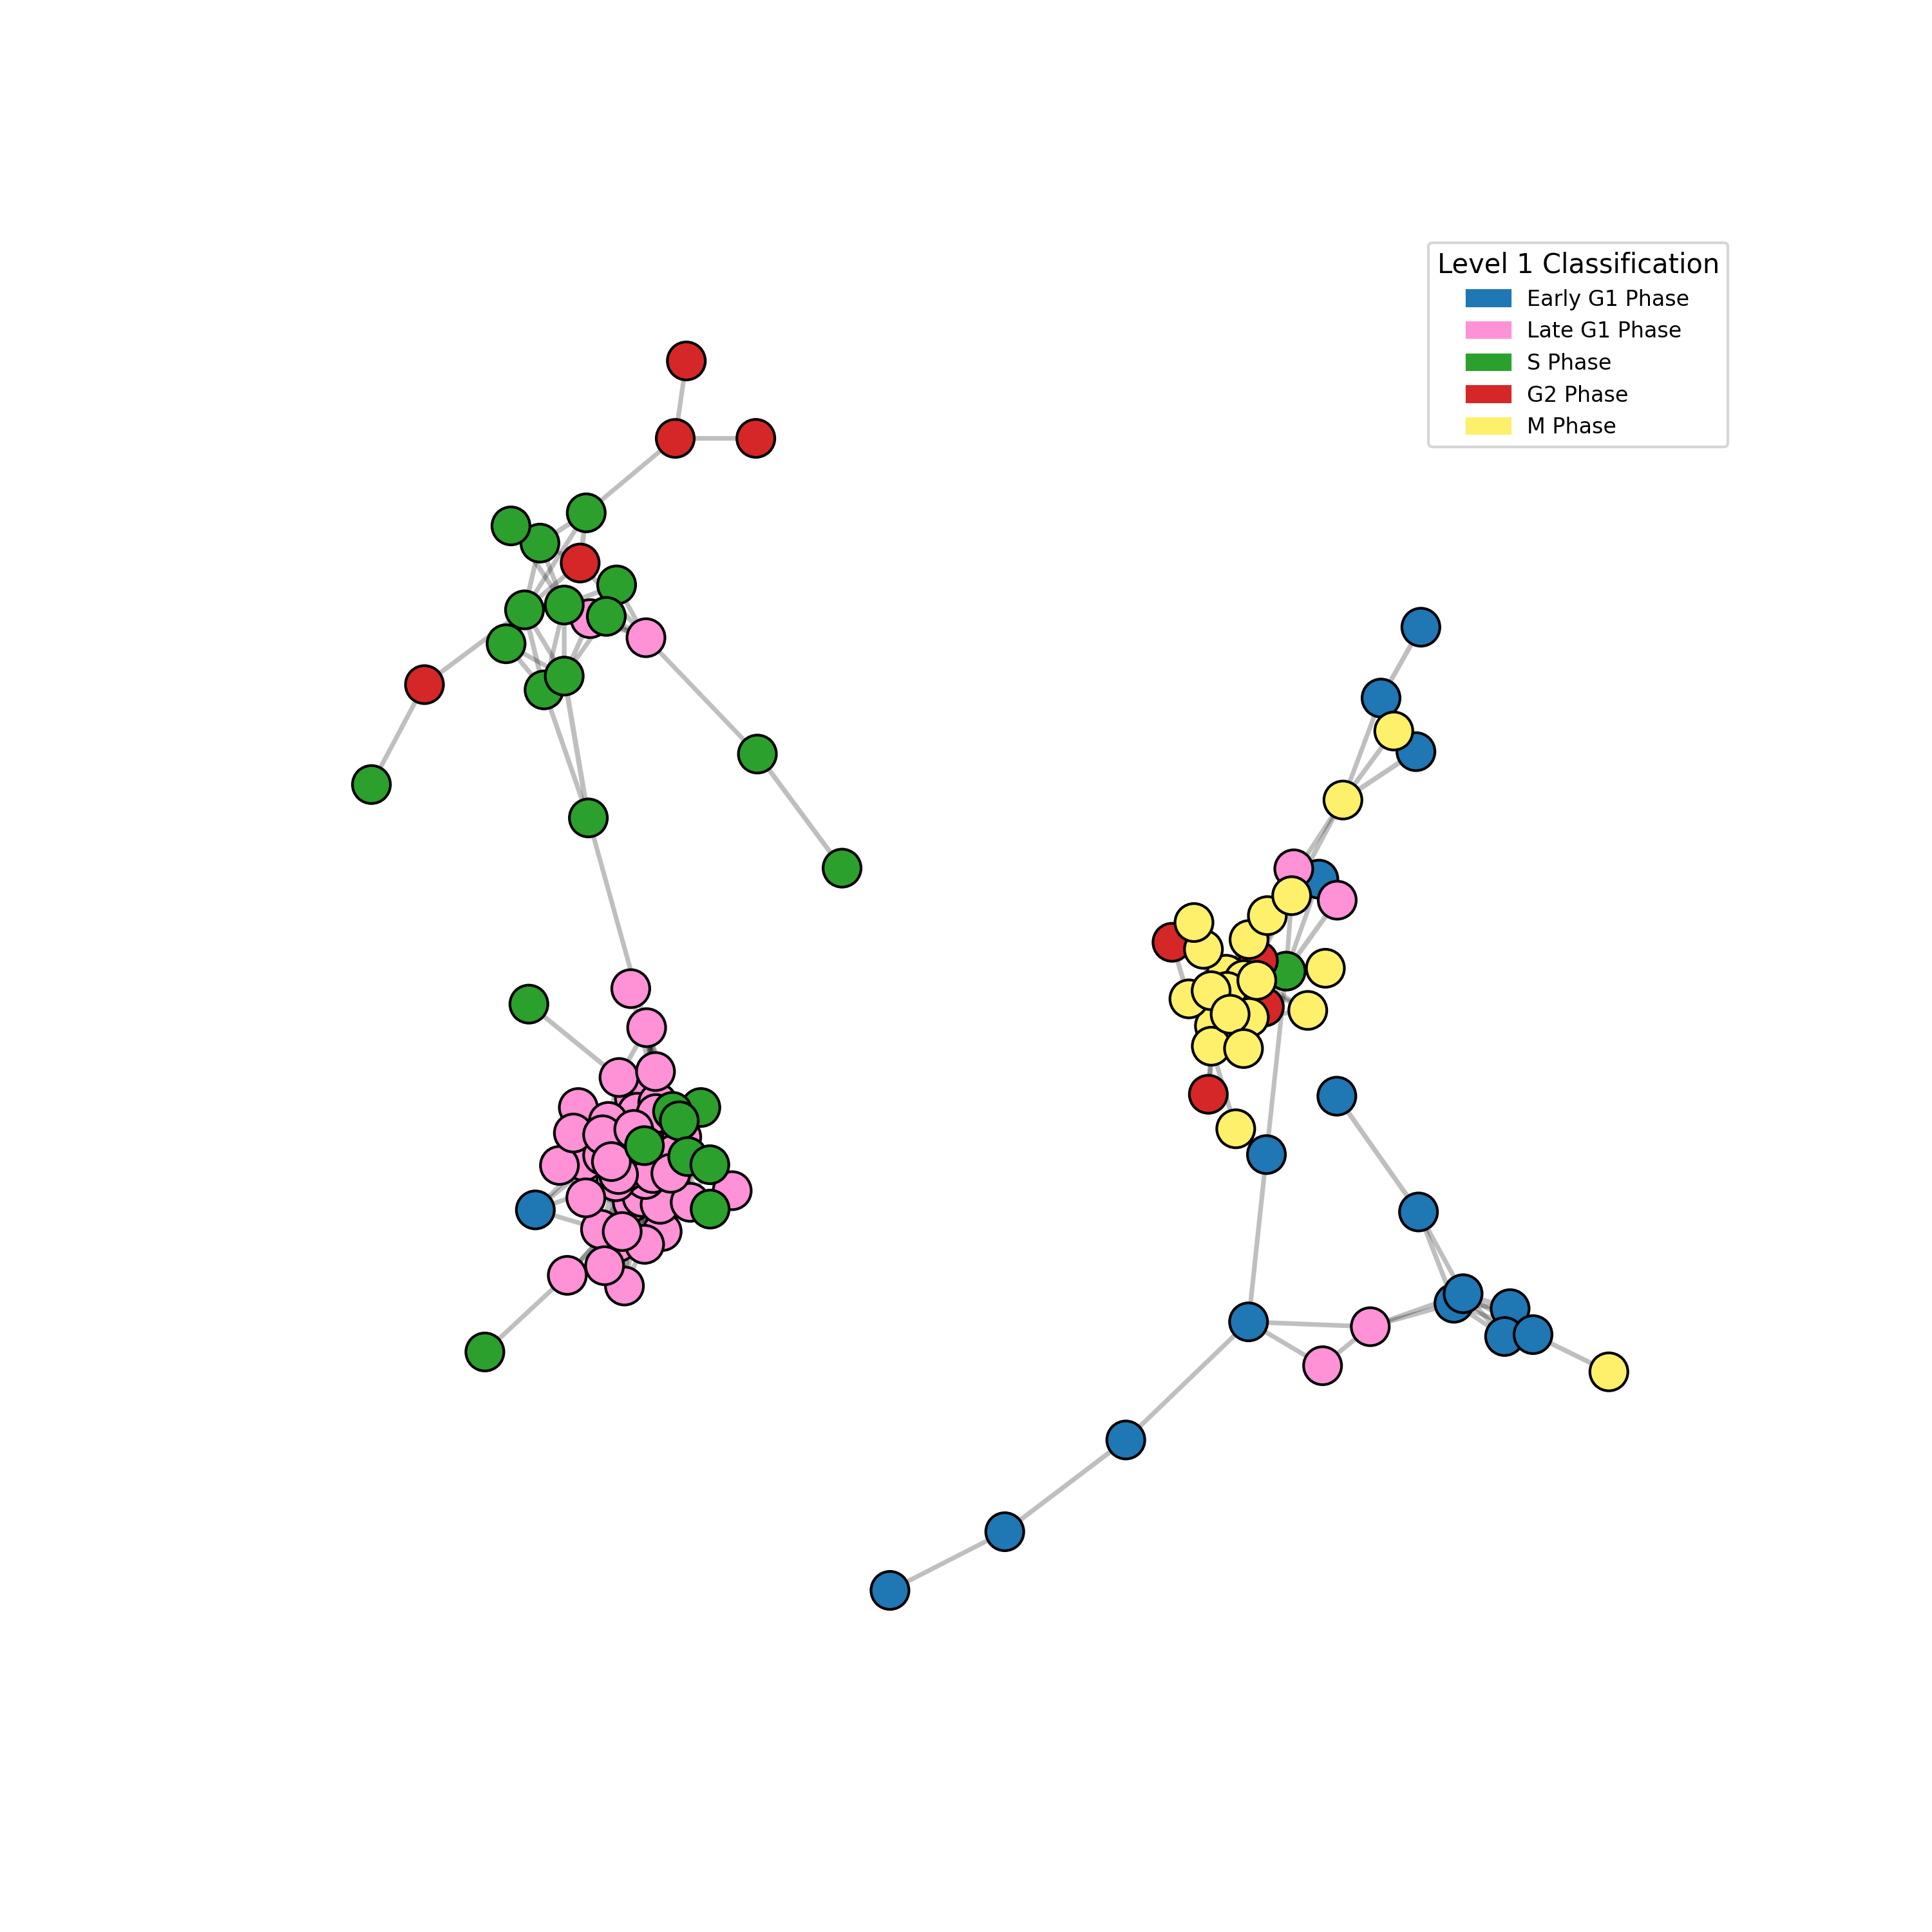 Level 1 Classification
Early G1 Phase
Late G1 Phase
S Phase
G2 Phase
M Phase